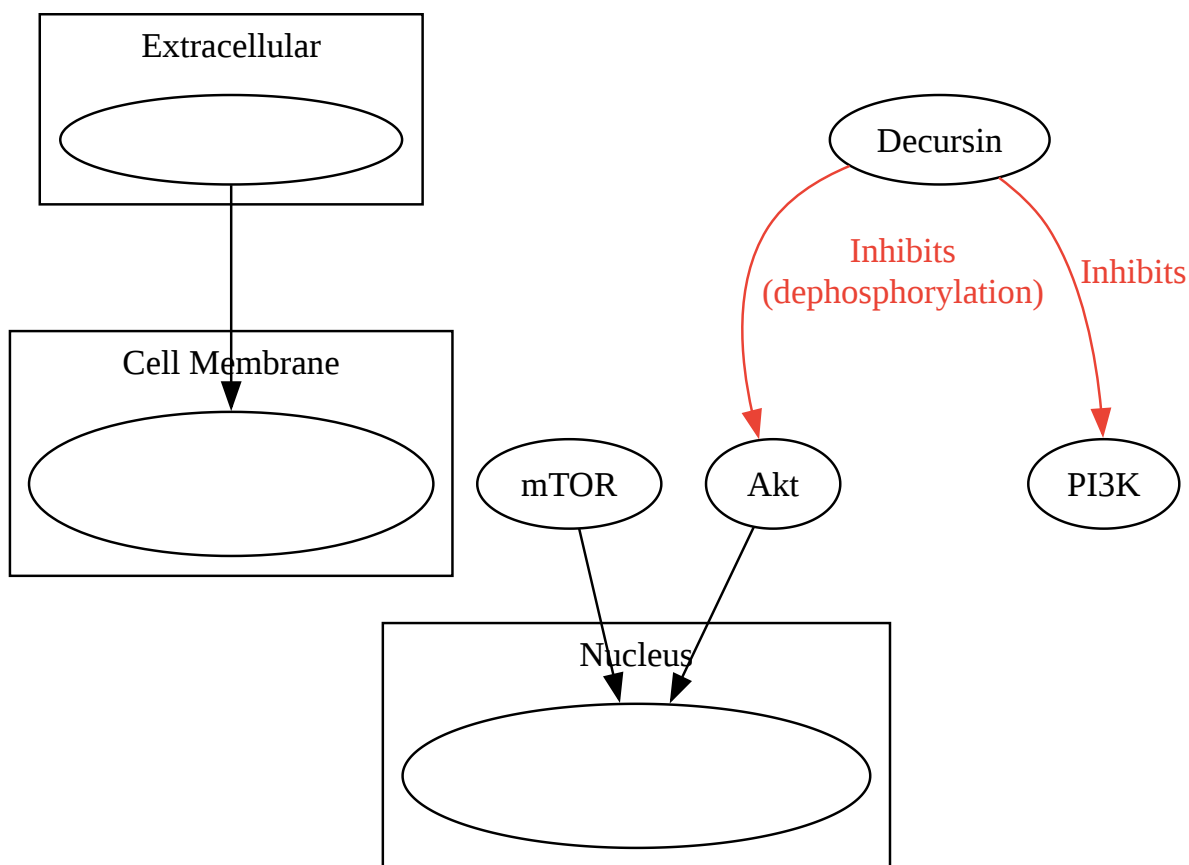 Extracellular
Decursin
Inhibits
(dephosphorylation)
Inhibits
Cell Membrane
mTOR
Akt
PI3K
Nucleus